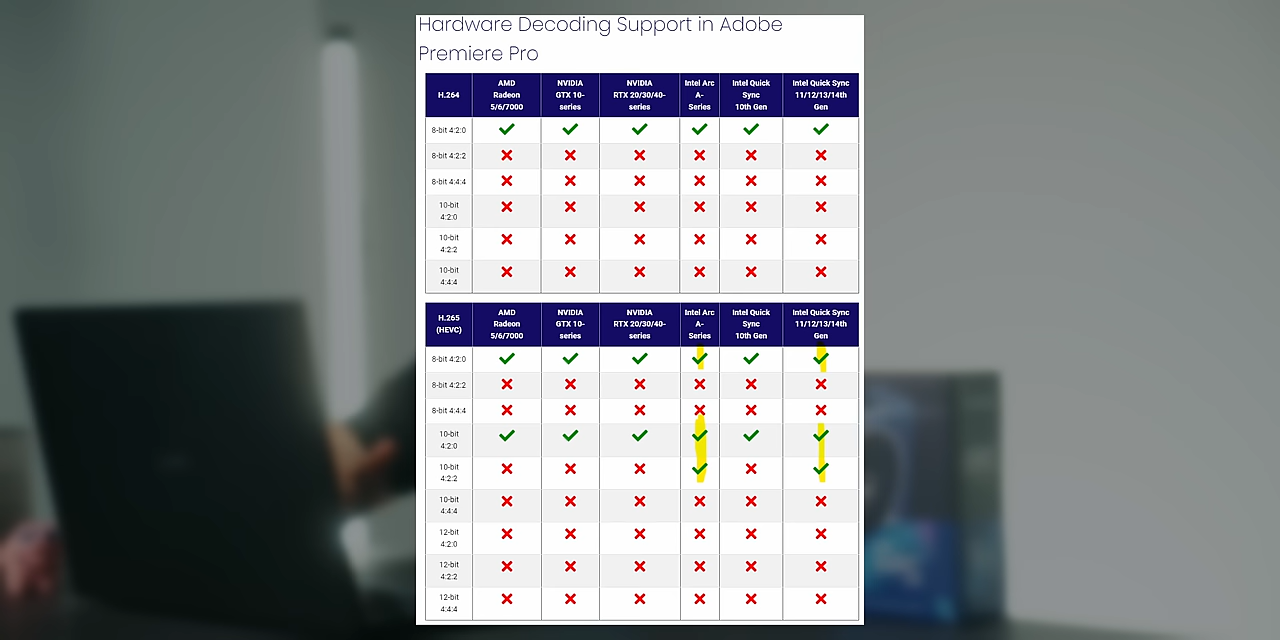 Hardware Decoding Support in Adobe
Premiere Pro
H.264 AMD Radeon 5/6/7000 NVIDIA GTX 10-series NVIDIA RTX 20/30/40-series Intel Arc A-Series Intel Quick Sync 10th Gen Intel Quick Sync 11/12/13/14th Gen
8-bit 4:2:0
8-bit 4:2:2
8-bit 4:4:4
10-bit
4:2:0
10-bit
4:2:2
10-bit
4:4:4
H.265 (HEVC) AMD Radeon 5/6/7000 NVIDIA GTX 10-series NVIDIA RTX 20/30/40-series Intel Arc A-Series Intel Quick Sync 10th Gen Intel Quick Sync 11/12/13/14th Gen
8-bit 4:2:0
8-bit 4:2:2
8-bit 4:4:4
10-bit
4:2:0
10-bit
4:2:2
10-bit
4:4:4
12-bit
4:2:0
12-bit
4:2:2
12-bit
4:4:4